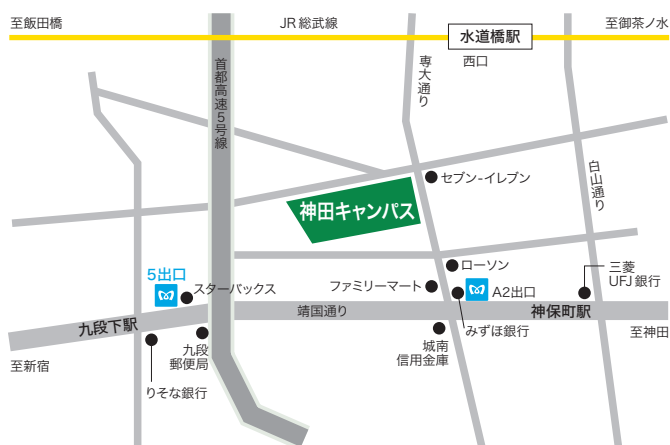 至飯田橋
JR 総武線
至御茶ノ水
水道橋駅
西口
専大通り
首都高速5号線
白山通り
セブン-イレブン
神田キャンパス
5出口
スターバックス
ローソン
ファミリーマート
A2出口
三菱
UFJ 銀行
靖国通り
神保町駅
九段下駅
みずほ銀行
至神田
城南
信用金庫
九段
郵便局
至新宿
りそな銀行